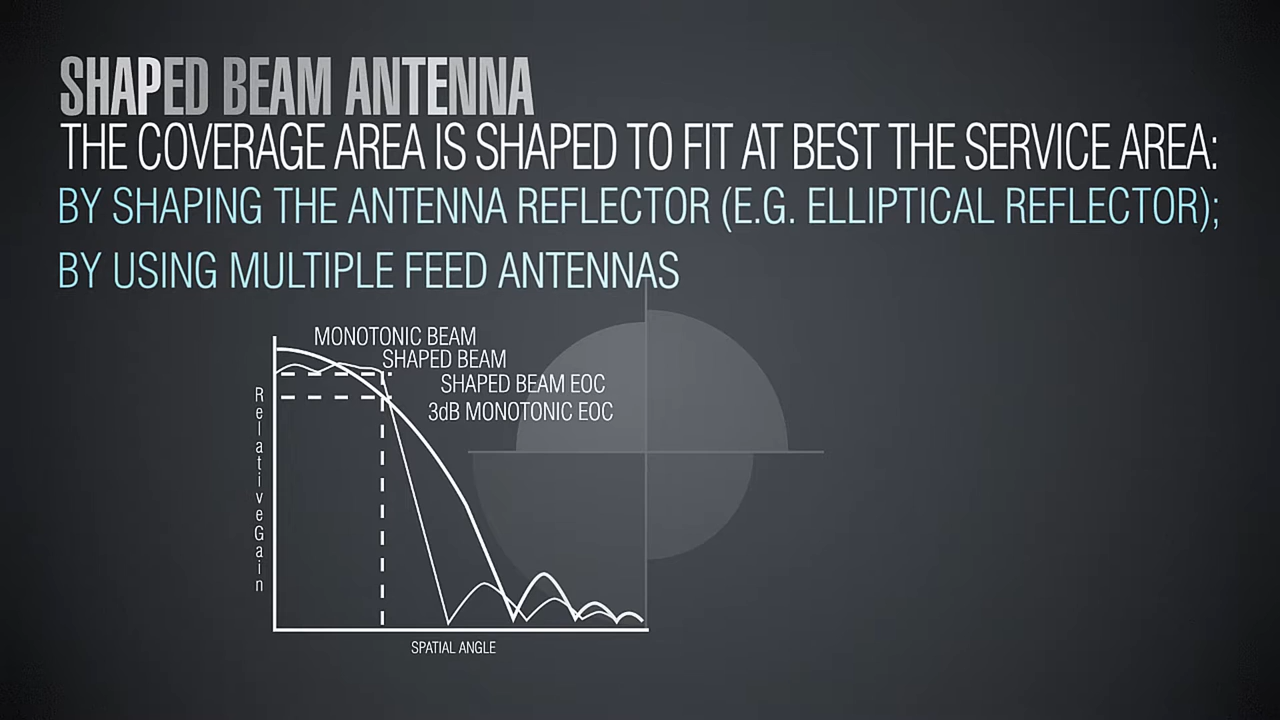 SHAPED BEAM ANTENNA
THE COVERAGE AREA IS SHAPED TO FIT AT BEST THE SERVICE AREA:
BY SHAPING THE ANTENNA REFLECTOR (E.G. ELLIPTICAL REFLECTOR);
BY USING MULTIPLE FEED ANTENNAS
MONOTONIC BEAM
SHAPED BEAM
SHAPED BEAM EOC
3dB MONOTONIC EOC
RelativeGain
SPATIAL ANGLE